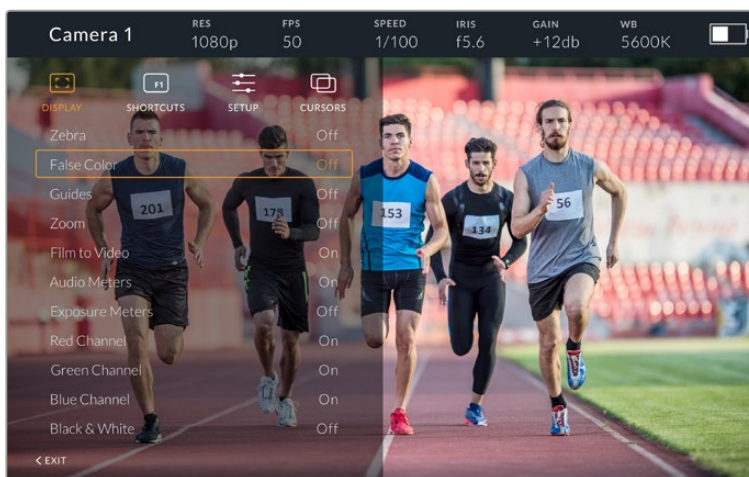 Camera 1
RES FPS SPEED IRIS GAIN WB
1080p 50 1/100 f5.6 +12db 5600K
F1
DISPLAY SHORTCUTS SETUP CURSORS
Zebra Off
False Color Off
Guides Off
Zoom Off
Film to Video On
Audio Meters On
Exposure Meters Off
Red Channel On
Green Channel On
Blue Channel On
Black & White Off
< EXIT
201
178
153
134
56